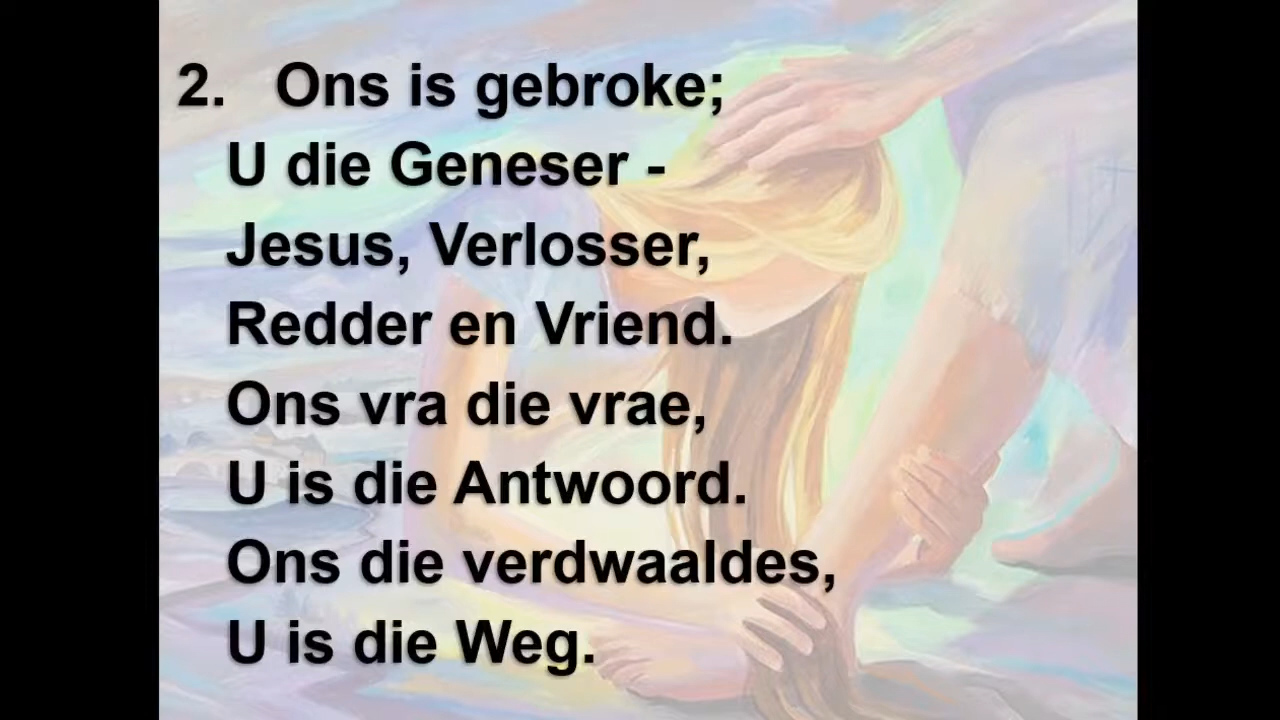 2. Ons is gebroke;
U die Geneser -
Jesus, Verlosser,
Redder en Vriend.
Ons vra die vrae,
U is die Antwoord.
Ons die verdwaaldes,
U is die Weg.